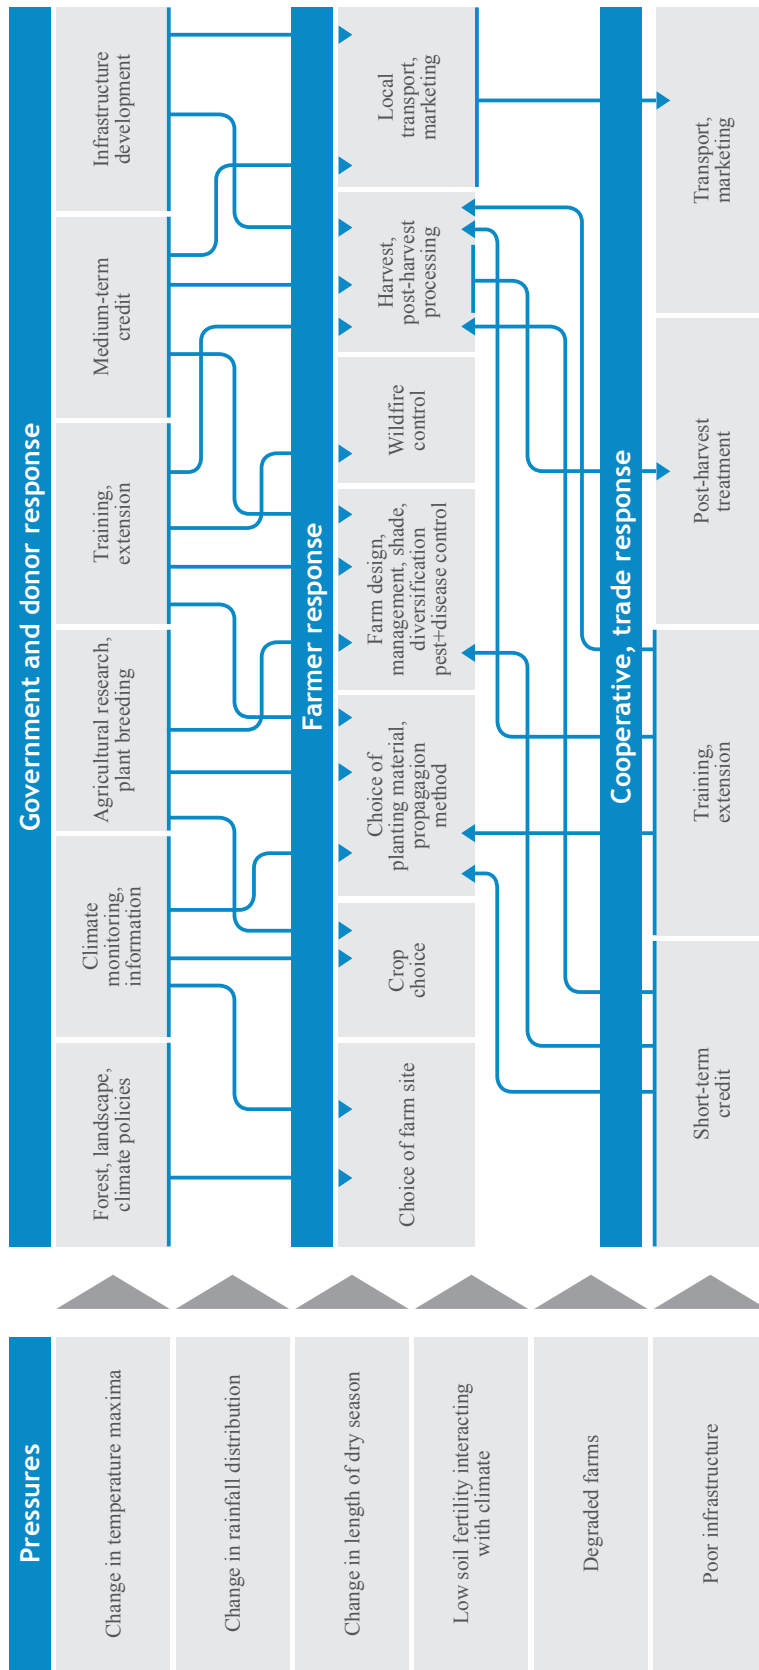 Pressures
Change in temperature maxima
Change in rainfall distribution
Change in length of dry season
Low soil fertility interacting
with climate
Degraded farms
Poor infrastructure
Government and donor response
Forest, landscape,
climate policies
Climate
monitoring,
information
Agricultural research,
plant breeding
Training,
extension
Medium-term
credit
Infrastructure
development
Farmer response
Choice of farm site
Crop
choice
Choice of
planting material,
propagagion
method
Farm design,
management, shade,
diversification
pest+disease control
Wildfire
control
Harvest,
post-harvest
processing
Local
transport,
marketing
Cooperative, trade response
Short-term
credit
Training,
extension
Post-harvest
treatment
Transport,
marketing